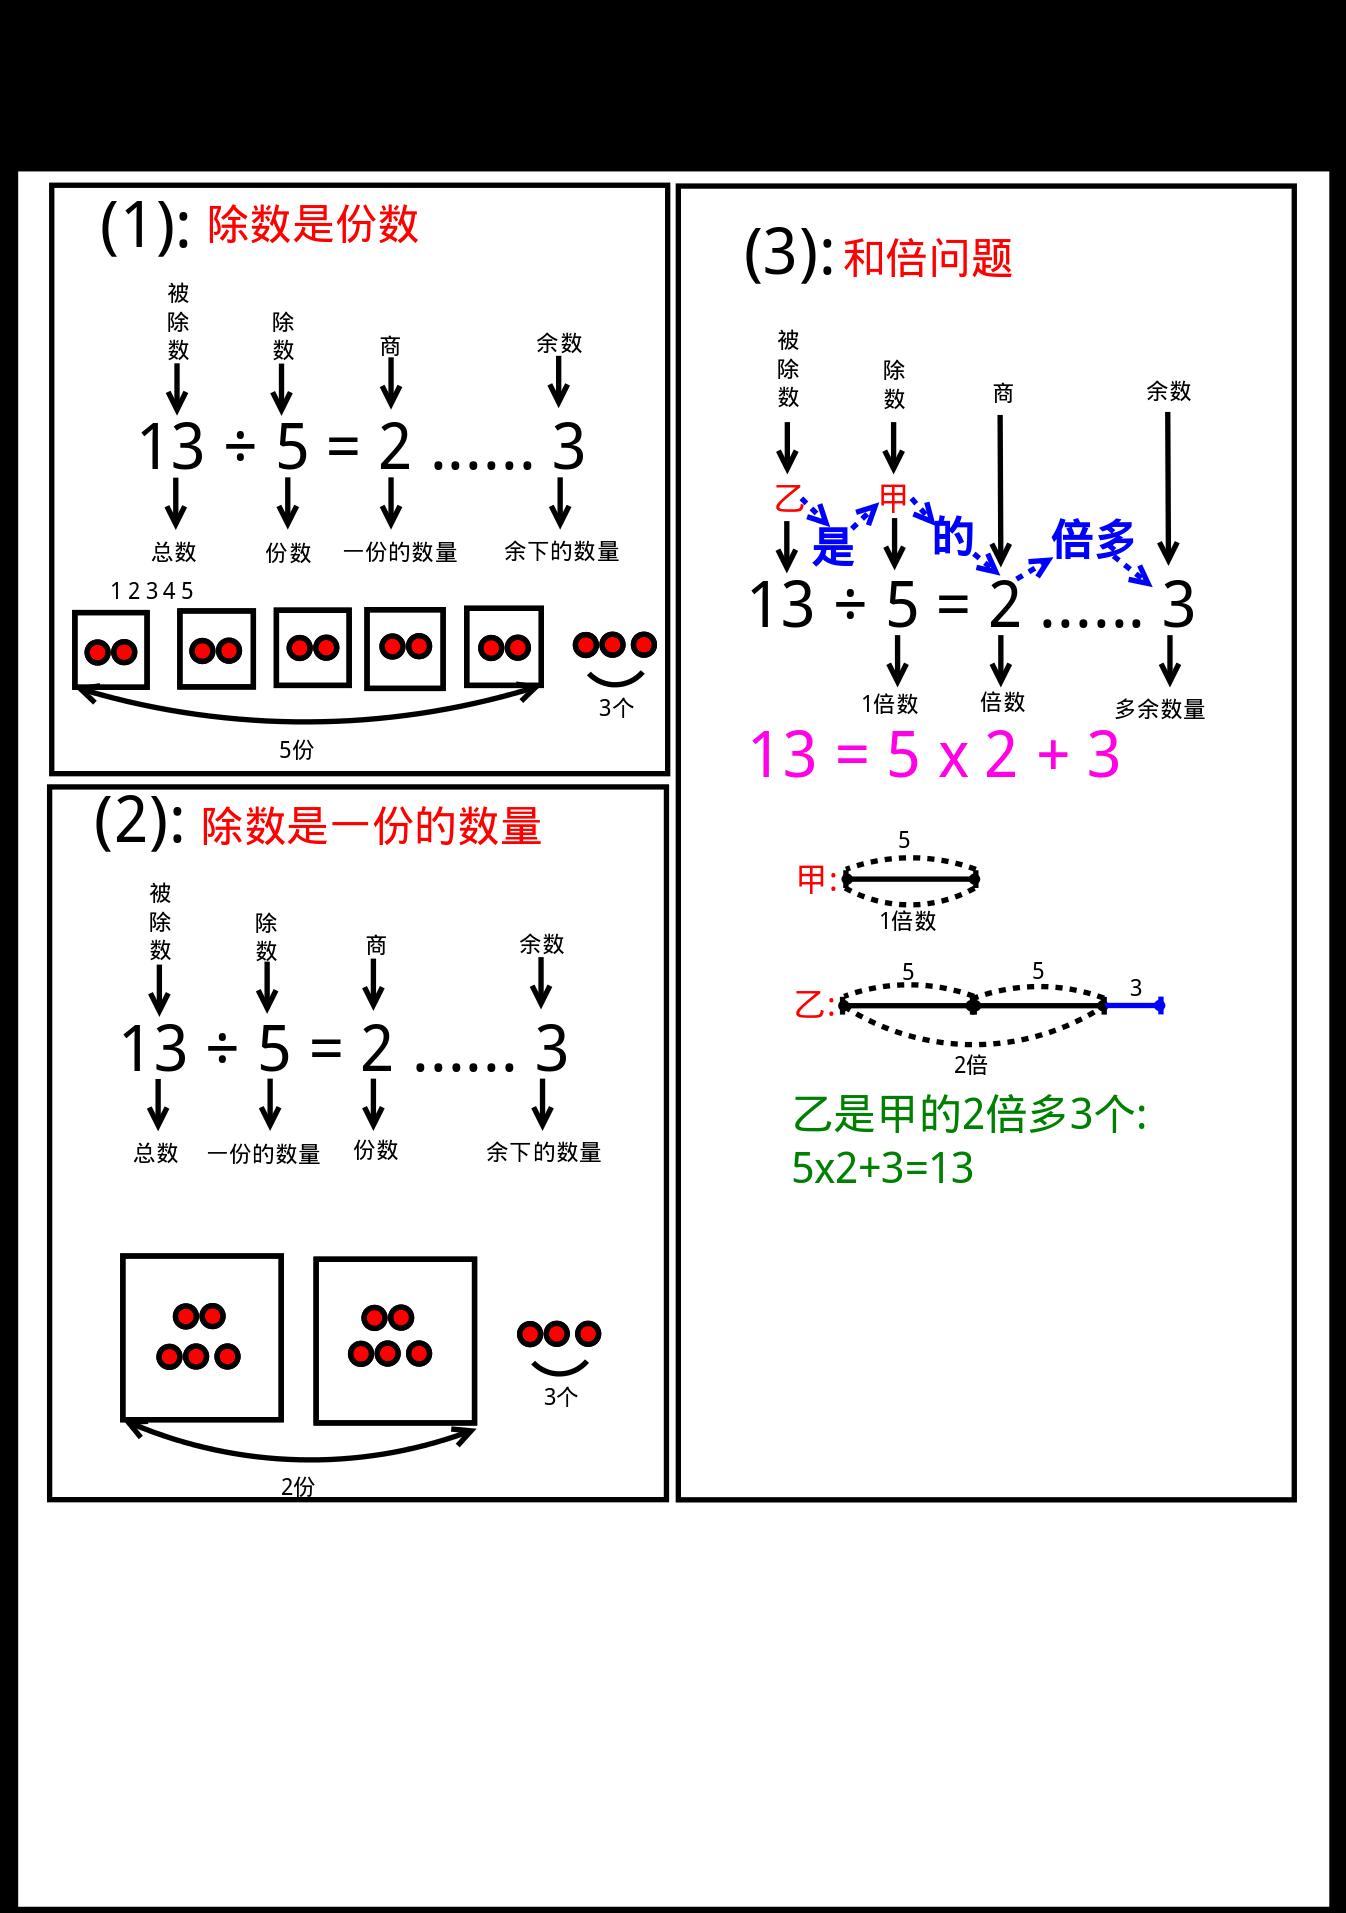 (1): 除数是份数
被除数 除数 商 余数
13 ÷ 5 = 2 …… 3
总数 份数 一份的数量 余下的数量
1 2 3 4 5
3个
5份
(2): 除数是一份的数量
被除数 除数 商 余数
13 ÷ 5 = 2 …… 3
总数 一份的数量 份数 余下的数量
3个
2份
(3): 和倍问题
被除数 除数 商 余数
乙 是 甲 的 倍多
13 ÷ 5 = 2 …… 3
1倍数 倍数 多余数量
13 = 5 x 2 + 3
5
甲:
1倍数
5 5 3
乙:
2倍
乙是甲的2倍多3个:
5x2+3=13